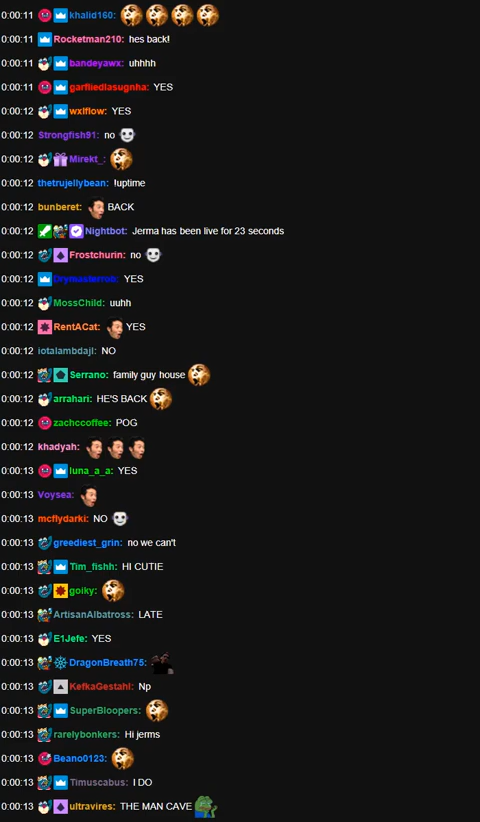 0:00:11 khalid160:
0:00:11 Rocketman210: hes back!
0:00:11 bandeyawx: uhhhh
0:00:11 garfliedlasugnha: YES
0:00:12 wxlflow: YES
0:00:12 Strongfish91: no
0:00:12 Mirekt_:
0:00:12 thetrujellybean: !uptime
0:00:12 bunberet: BACK
0:00:12 Nightbot: Jerma has been live for 23 seconds
0:00:12 Frostchurin: no
0:00:12 YES
0:00:12 MossChild: uuhh
0:00:12 RentACat: YES
0:00:12 iotalambdajl: NO
0:00:12 Serrano: family guy house
0:00:12 arrahari: HE'S BACK
0:00:12 zachccoffee: POG
0:00:12 khadyah:
0:00:13 luna_a_a: YES
0:00:13 Voysea:
0:00:13 mcflydarki: NO
0:00:13 greediest_grin: no we can't
0:00:13 Tim_fishh: HI CUTIE
0:00:13 goiky:
0:00:13 ArtisanAlbatross: LATE
0:00:13 E1Jefe: YES
0:00:13 DragonBreath75:
0:00:13 KefkaGestahl: Np
0:00:13 SuperBloopers:
0:00:13 rarelybonkers: Hi jerms
0:00:13 Beano0123:
0:00:13 Timuscabus: I DO
0:00:13 ultravires: THE MAN CAVE